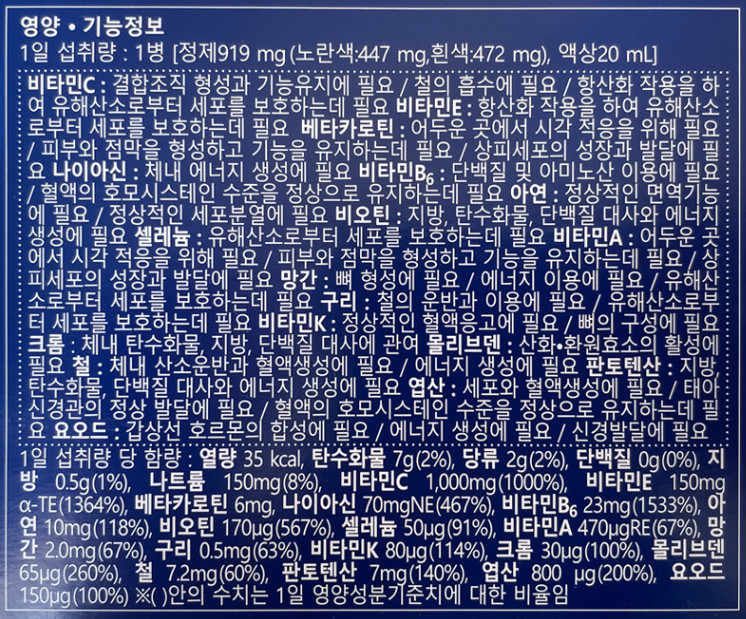 영양 • 기능정보
1일 섭취량 : 1병 [정제919 mg(노란색:447 mg,흰색:472 mg), 액상20 mL]
비타민C : 결합조직 형성과 기능유지에 필요 / 철의 흡수에 필요 / 항산화 작용을 하
여 유해산소로부터 세포를 보호하는데 필요 비타민E : 항산화 작용을 하여 유해산소
로부터 세포를 보호하는데 필요 베타카로틴 : 어두운 곳에서 시각 적응을 위해 필요
/ 피부와 점막을 형성하고 기능을 유지하는데 필요 / 상피세포의 성장과 발달에 필
요 나이아신 : 체내 에너지 생성에 필요 비타민B6 : 단백질 및 아미노산 이용에 필요
/ 혈액의 호모시스테인 수준을 정상으로 유지하는데 필요 아연 : 정상적인 면역기능
에 필요 / 정상적인 세포분열에 필요 비오틴 : 지방, 탄수화물, 단백질 대사와 에너지
생성에 필요 셀레늄 : 유해산소로부터 세포를 보호하는데 필요 비타민A : 어두운 곳
에서 시각 적응을 위해 필요 / 피부와 점막을 형성하고 기능을 유지하는데 필요 / 상
피세포의 성장과 발달에 필요 망간 : 뼈 형성에 필요 / 에너지 이용에 필요 / 유해산
소로부터 세포를 보호하는데 필요 구리 : 철의 운반과 이용에 필요 / 유해산소로부
터 세포를 보호하는데 필요 비타민K : 정상적인 혈액응고에 필요 / 뼈의 구성에 필요
크롬 : 체내 탄수화물, 지방, 단백질 대사에 관여 몰리브덴 : 산화•환원효소의 활성에
필요 철 : 체내 산소운반과 혈액생성에 필요 / 에너지 생성에 필요 판토텐산 : 지방,
탄수화물, 단백질 대사와 에너지 생성에 필요 엽산 : 세포와 혈액생성에 필요 / 태아
신경관의 정상 발달에 필요 / 혈액의 호모시스테인 수준을 정상으로 유지하는데 필
요 요오드 : 갑상선 호르몬의 합성에 필요 / 에너지 생성에 필요 / 신경발달에 필요
1일 섭취량 당 함량 : 열량 35 kcal, 탄수화물 7g(2%), 당류 2g(2%), 단백질 0g(0%), 지
방 0.5g(1%), 나트륨 150mg(8%), 비타민C 1,000mg(1000%), 비타민E 150mg
α-TE(1364%), 베타카로틴 6mg, 나이아신 70mgNE(467%), 비타민B6 23mg(1533%), 아
연 10mg(118%), 비오틴 170µg(567%), 셀레늄 50µg(91%), 비타민A 470µgRE(67%), 망
간 2.0mg(67%), 구리 0.5mg(63%), 비타민K 80µg(114%), 크롬 30µg(100%), 몰리브덴
65µg(260%), 철 7.2mg(60%), 판토텐산 7mg(140%), 엽산 800 µg(200%), 요오드
150µg(100%) ※( )안의 수치는 1일 영양성분기준치에 대한 비율임